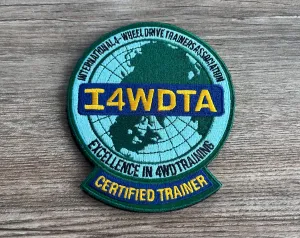 INTERNATIONAL 4-WHEEL DRIVE TRAINERS ASSOCIATION
I4WDTA
EXCELLENCE IN 4WD TRAINING
CERTIFIED TRAINER